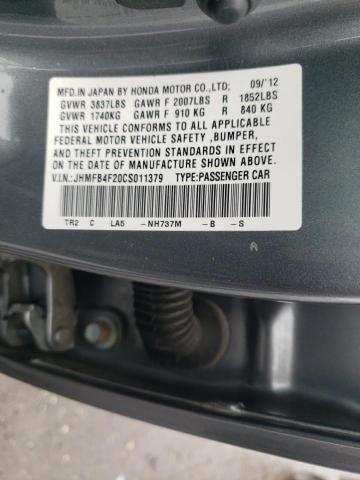 MFD.IN JAPAN BY HONDA MOTOR CO.,LTD; 09/'12
GVWR 3837LBS GAWR F 2007LBS R 1852LBS
GVWR 1740KG GAWR F 910 KG R 840 KG
THIS VEHICLE CONFORMS TO ALL APPLICABLE
FEDERAL MOTOR VEHICLE SAFETY ,BUMPER,
AND THEFT PREVENTION STANDARDS IN EFFECT
ON THE DATE OF MANUFACTURE SHOWN ABOVE.
V.I.N.:JHMFB4F20CS011379 TYPE:PASSENGER CAR
TR2 C LA5 -NH737M -B -S
A